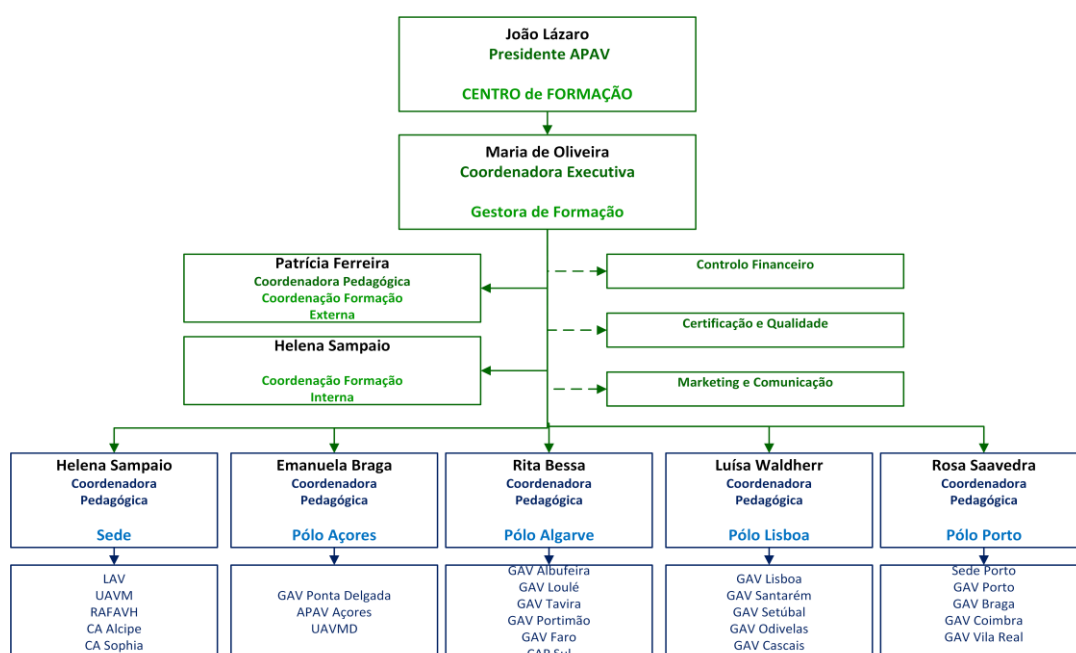 João Lázaro
Presidente APAV
CENTRO de FORMAÇÃO
Maria de Oliveira
Coordenadora Executiva
Gestora de Formação
Patrícia Ferreira
Coordenadora Pedagógica
Coordenação Formação
Externa
Controlo Financeiro
Certificação e Qualidade
Helena Sampaio
Coordenação Formação
Interna
Marketing e Comunicação
Helena Sampaio
Coordenadora
Pedagógica
Sede
Emanuela Braga
Coordenadora
Pedagógica
Pólo Açores
Rita Bessa
Coordenadora
Pedagógica
Pólo Algarve
Luísa Waldherr
Coordenadora
Pedagógica
Pólo Lisboa
Rosa Saavedra
Coordenadora
Pedagógica
Pólo Porto
LAV
UAVM
RAFAVH
CA Alcipe
CA Sophia
GAV Ponta Delgada
APAV Açores
UAVMD
GAV Albufeira
GAV Loulé
GAV Tavira
GAV Portimão
GAV Faro
GAV Lisboa
GAV Santarém
GAV Setúbal
GAV Odivelas
GAV Cascais
Sede Porto
GAV Porto
GAV Braga
GAV Coimbra
GAV Vila Real